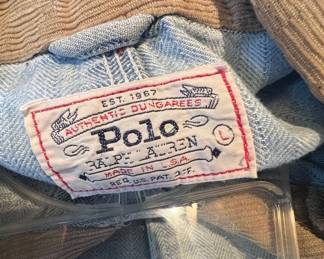 EST. 1967
AUTHENTIC DUNGAREES
Polo
L
RALPH LAUREN
MADE IN U.S.A.
REG. U.S. PAT. OFF.